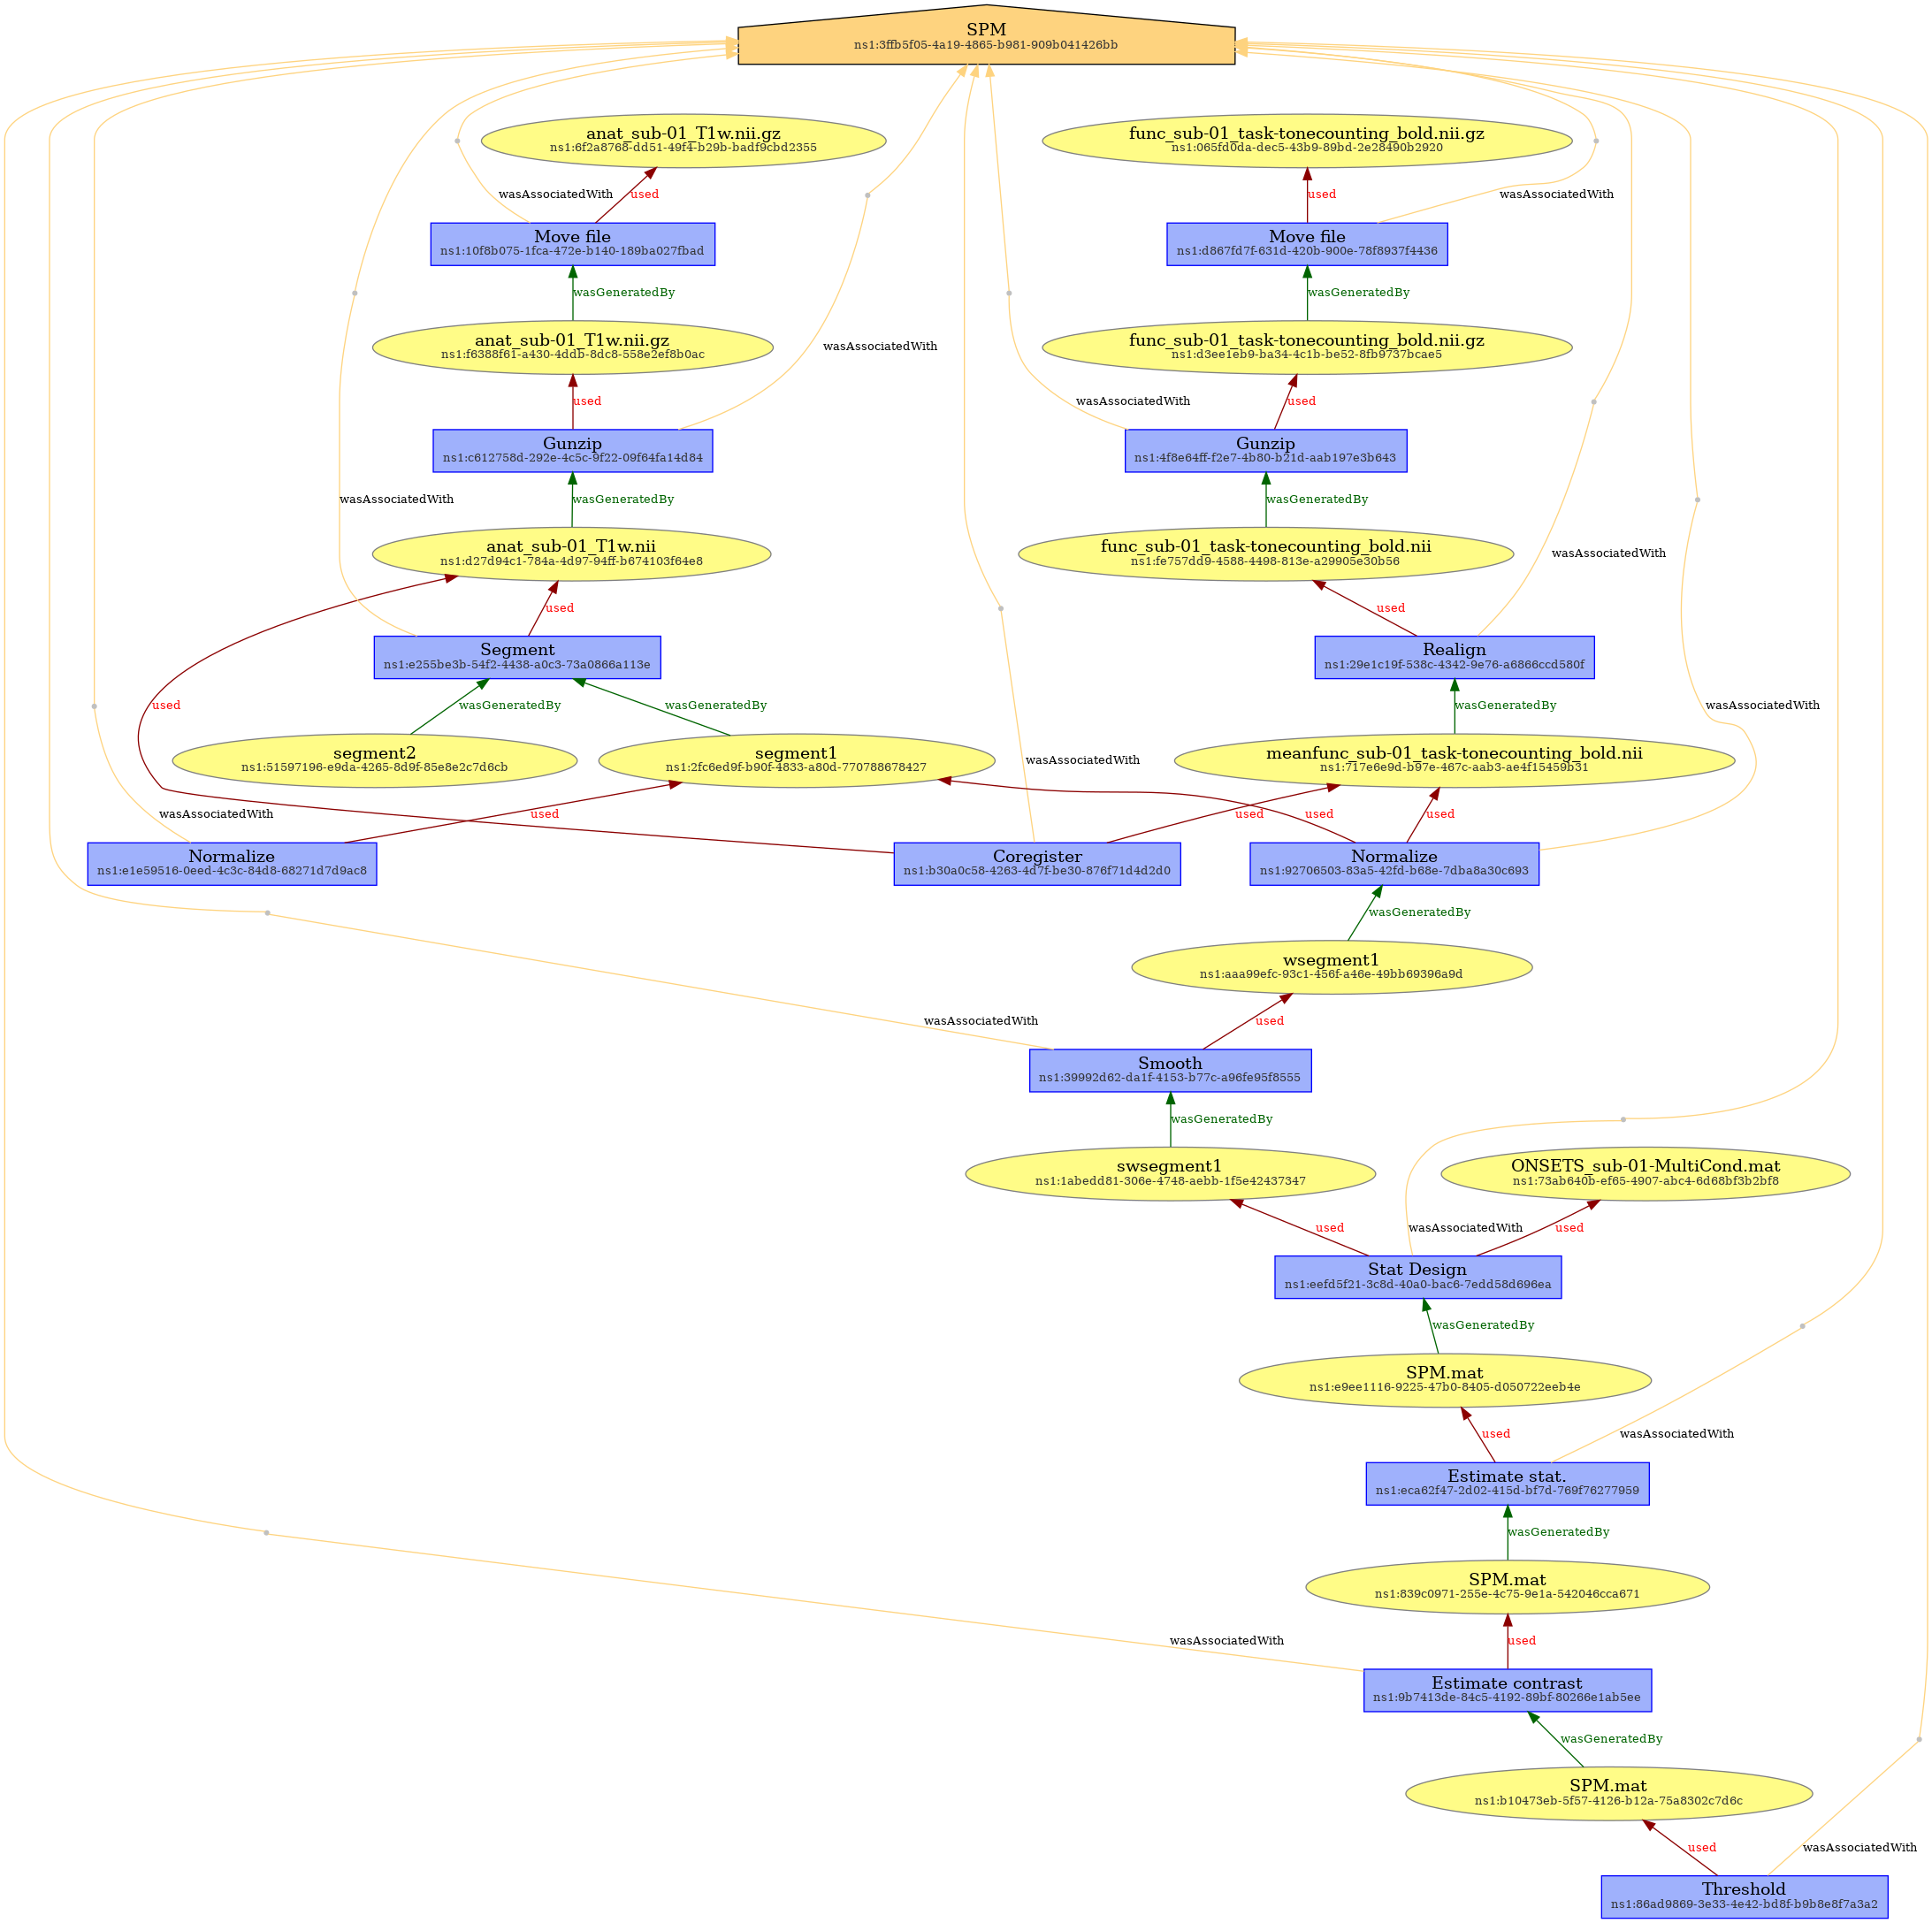 SPM
ns1:3ffb5f05-4a19-4865-b981-909b041426bb
anat_sub-01_T1w.nii.gz
ns1:6f2a8768-dd51-49f4-b29b-badf9cbd2355
func_sub-01_task-tonecounting_bold.nii.gz
ns1:065fd0da-dec5-43b9-89bd-2e28490b2920
wasAssociatedWith
used
used
wasAssociatedWith
Move file
ns1:10f8b075-1fca-472e-b140-189ba027fbad
Move file
ns1:d867fd7f-631d-420b-900e-78f8937f4436
wasGeneratedBy
wasGeneratedBy
anat_sub-01_T1w.nii.gz
ns1:f6388f61-a430-4ddb-8dc8-558e2ef8b0ac
wasAssociatedWith
func_sub-01_task-tonecounting_bold.nii.gz
ns1:d3ee1eb9-ba34-4c1b-be52-8fb9737bcae5
used
wasAssociatedWith
used
Gunzip
ns1:c612758d-292e-4c5c-9f22-09f64fa14d84
Gunzip
ns1:4f8e64ff-f2e7-4b80-b21d-aab197e3b643
wasAssociatedWith
wasGeneratedBy
wasGeneratedBy
anat_sub-01_T1w.nii
ns1:d27d94c1-784a-4d97-94ff-b674103f64e8
func_sub-01_task-tonecounting_bold.nii
ns1:fe757dd9-4588-4498-813e-a29905e30b56
wasAssociatedWith
used
used
Segment
ns1:e255be3b-54f2-4438-a0c3-73a0866a113e
Realign
ns1:29e1c19f-538c-4342-9e76-a6866ccd580f
used
wasGeneratedBy
wasGeneratedBy
wasGeneratedBy
wasAssociatedWith
segment2
ns1:51597196-e9da-4265-8d9f-85e8e2c7d6cb
segment1
ns1:2fc6ed9f-b90f-4833-a80d-770788678427
wasAssociatedWith
meanfunc_sub-01_task-tonecounting_bold.nii
ns1:717e6e9d-b97e-467c-aab3-ae4f15459b31
wasAssociatedWith
used
used
used
used
Normalize
ns1:e1e59516-0eed-4c3c-84d8-68271d7d9ac8
Coregister
ns1:b30a0c58-4263-4d7f-be30-876f71d4d2d0
Normalize
ns1:92706503-83a5-42fd-b68e-7dba8a30c693
wasGeneratedBy
wsegment1
ns1:aaa99efc-93c1-456f-a46e-49bb69396a9d
wasAssociatedWith
used
Smooth
ns1:39992d62-da1f-4153-b77c-a96fe95f8555
wasGeneratedBy
swsegment1
ns1:1abedd81-306e-4748-aebb-1f5e42437347
ONSETS_sub-01-MultiCond.mat
ns1:73ab640b-ef65-4907-abc4-6d68bf3b2bf8
used
wasAssociatedWith
used
Stat Design
ns1:eefd5f21-3c8d-40a0-bac6-7edd58d696ea
wasGeneratedBy
SPM.mat
ns1:e9ee1116-9225-47b0-8405-d050722eeb4e
used
wasAssociatedWith
Estimate stat.
ns1:eca62f47-2d02-415d-bf7d-769f76277959
wasGeneratedBy
SPM.mat
ns1:839c0971-255e-4c75-9e1a-542046cca671
wasAssociatedWith
used
Estimate contrast
ns1:9b7413de-84c5-4192-89bf-80266e1ab5ee
wasGeneratedBy
SPM.mat
ns1:b10473eb-5f57-4126-b12a-75a8302c7d6c
used
wasAssociatedWith
Threshold
ns1:86ad9869-3e33-4e42-bd8f-b9b8e8f7a3a2